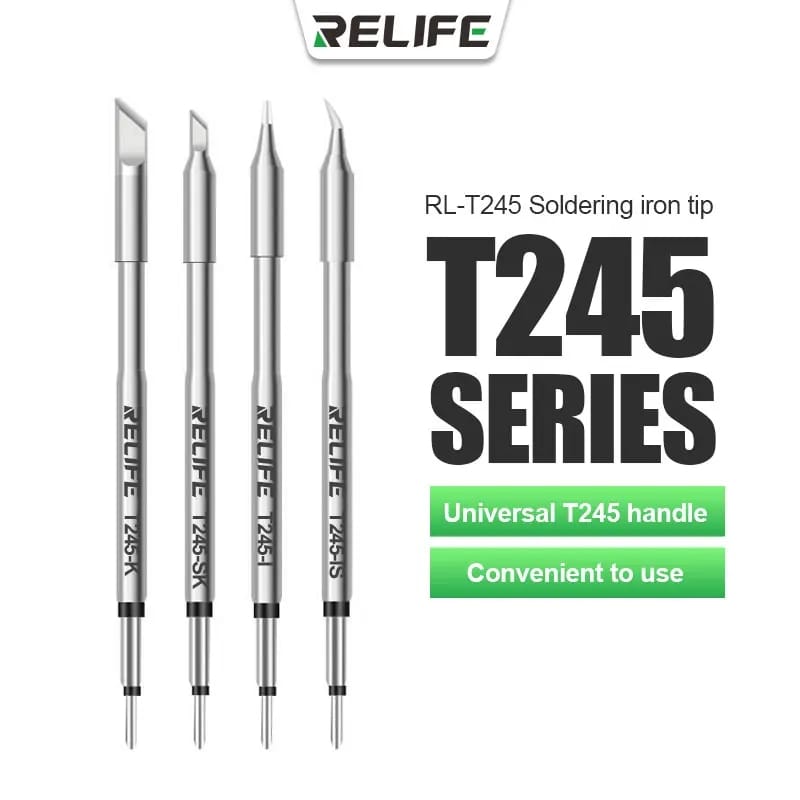 RELIFE
RL-T245 Soldering iron tip
T245
SERIES
Universal T245 handle
Convenient to use
RELIFE T245-K
RELIFE T245-SK
RELIFE T245-I
RELIFE T245-IS